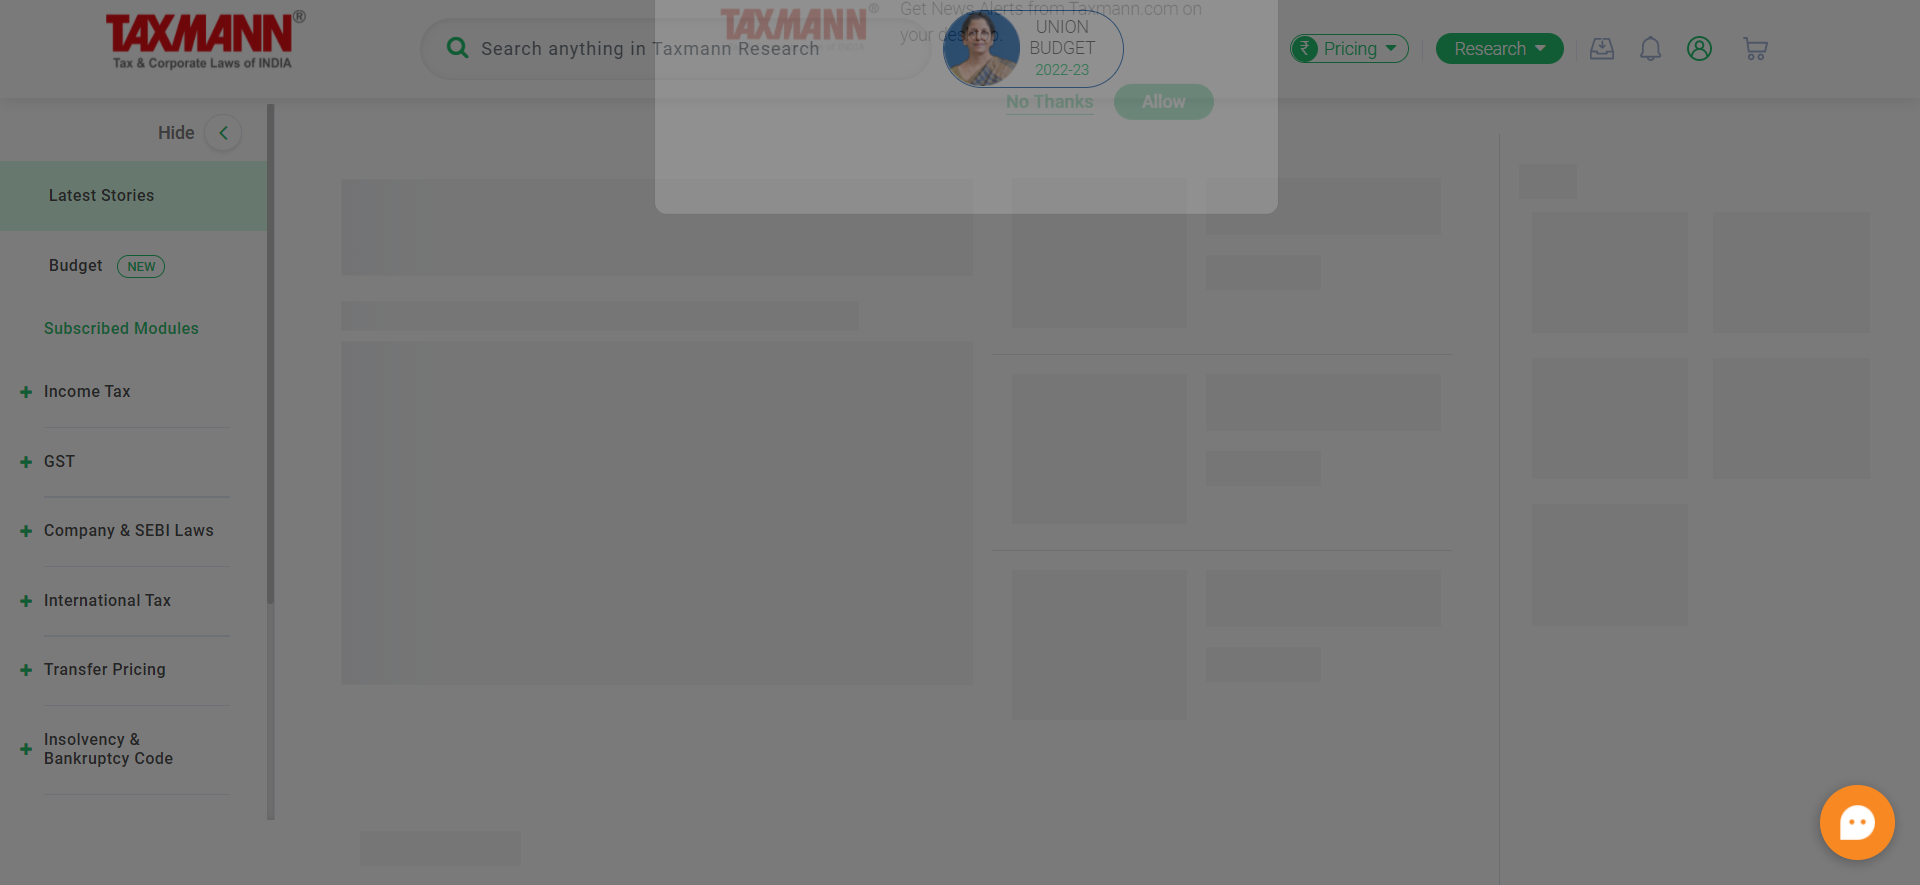 TAXMANN®
Tax & Corporate Laws of INDIA
Search anything in Taxmann Research
TAXMANN®
Get News Alerts from Taxmann.com on
your desktop.
UNION
BUDGET
2022-23
No Thanks
Allow
₹ Pricing
Research
Hide
Latest Stories
Budget NEW
Subscribed Modules
Income Tax
GST
Company & SEBI Laws
International Tax
Transfer Pricing
Insolvency &
Bankruptcy Code